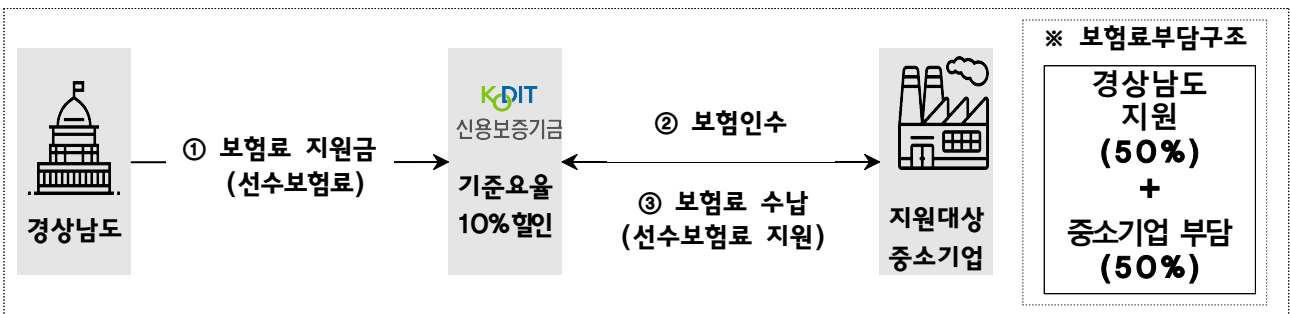 경상남도
① 보험료 지원금
(선수보험료)
KODIT
신용보증기금
기준요율
10%할인
② 보험인수
③ 보험료 수납
(선수보험료 지원)
지원대상
중소기업
※ 보험료부담구조
경상남도
지원
(50%)
+
중소기업 부담
(50%)